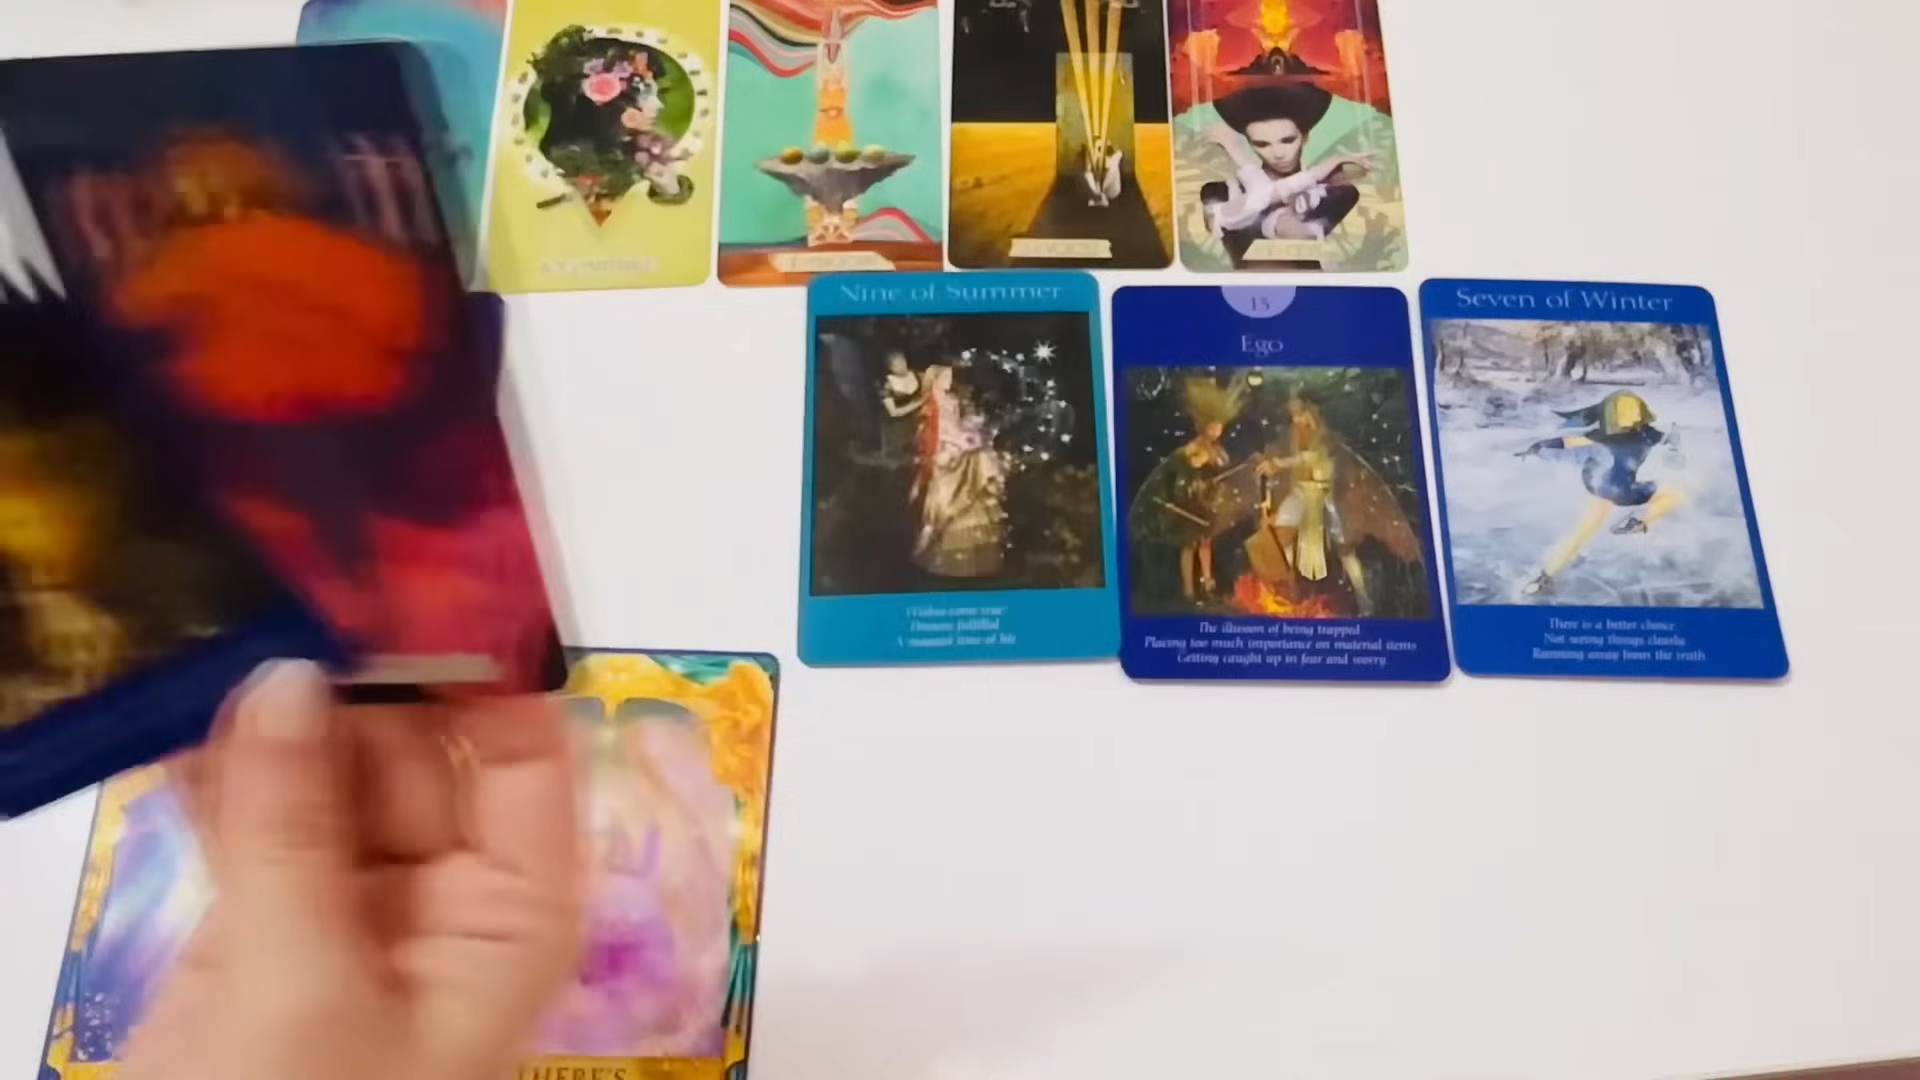 Nine of Summer
Wishes come true
Dreams fulfilled
A romantic time of life
15
Ego
The illusion of being trapped.
Placing too much importance on material items
Getting caught up in fear and worry.
Seven of Winter
There is a better choice
Not seeing things clearly
Running away from the truth
THERE'S